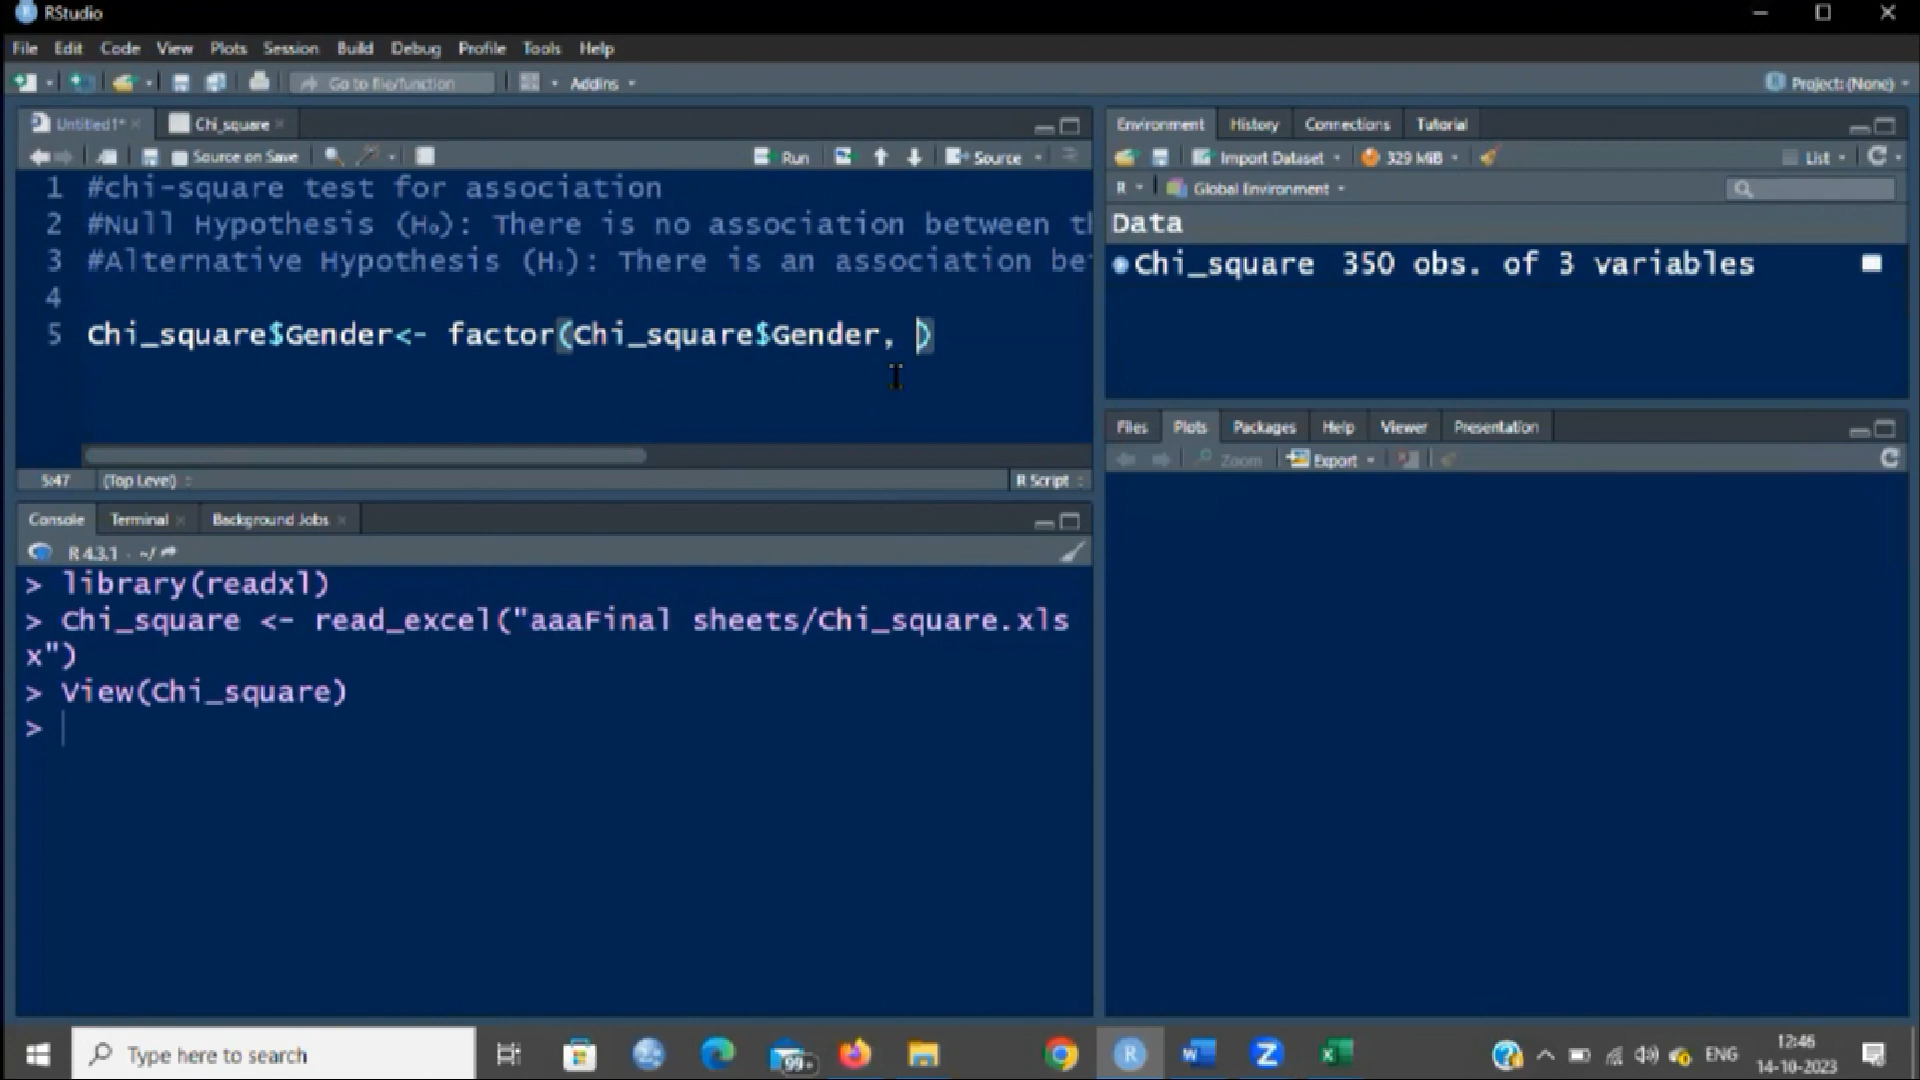 RStudio
File Edit Code View Plots Session Build Debug Profile Tools Help
Go to file/function Addins Project: (None)
Untitled1* Chi_square
Source on Save Run Source
1 #chi-square test for association
2 #Null Hypothesis (H₀): There is no association between th
3 #Alternative Hypothesis (H₁): There is an association be
4
5 Chi_square$Gender<- factor(Chi_square$Gender, )
5:47 (Top Level) R Script
Console Terminal Background Jobs
R 4.3.1 · ~/
> library(readxl)
> Chi_square <- read_excel("aaaFinal sheets/Chi_square.xls
x")
> View(Chi_square)
>
Environment History Connections Tutorial
Import Dataset 329 MiB List
R Global Environment
Data
Chi_square 350 obs. of 3 variables
Files Plots Packages Help Viewer Presentation
Zoom Export
Type here to search
99+
ENG
12:46
14-10-2023